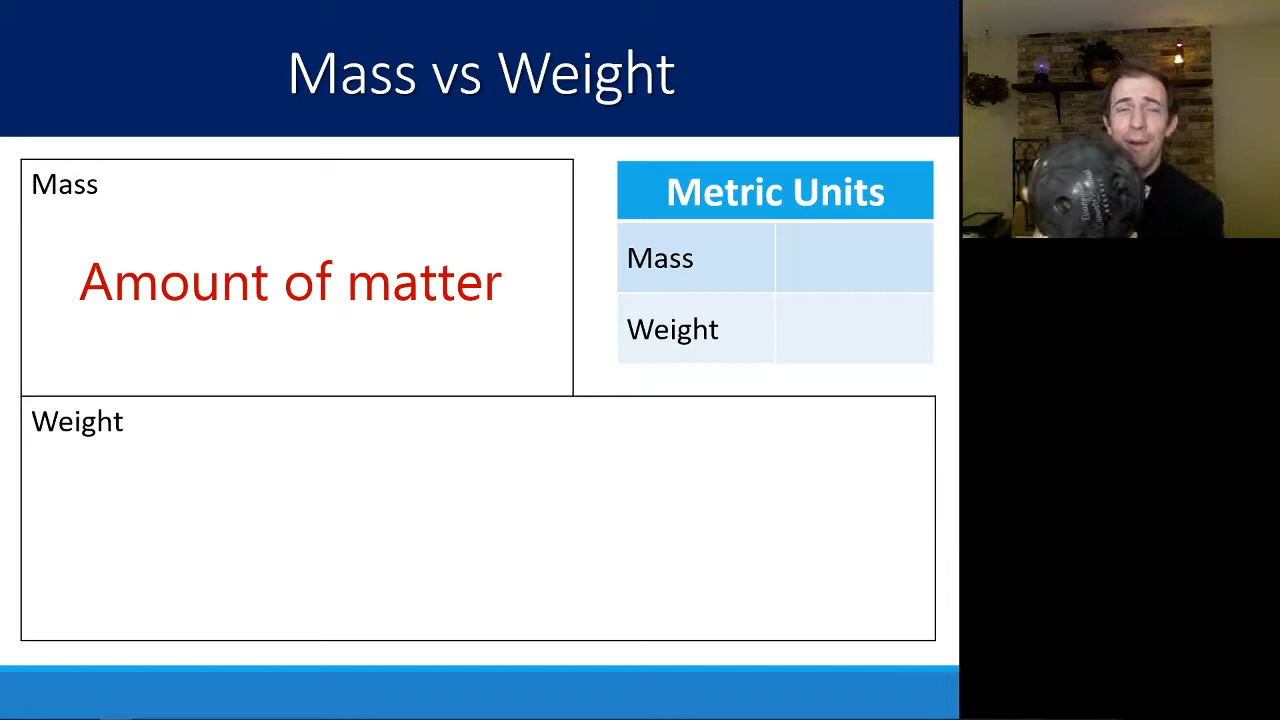 Mass vs Weight
Mass
Amount of matter
Metric Units
Mass
Weight
Weight